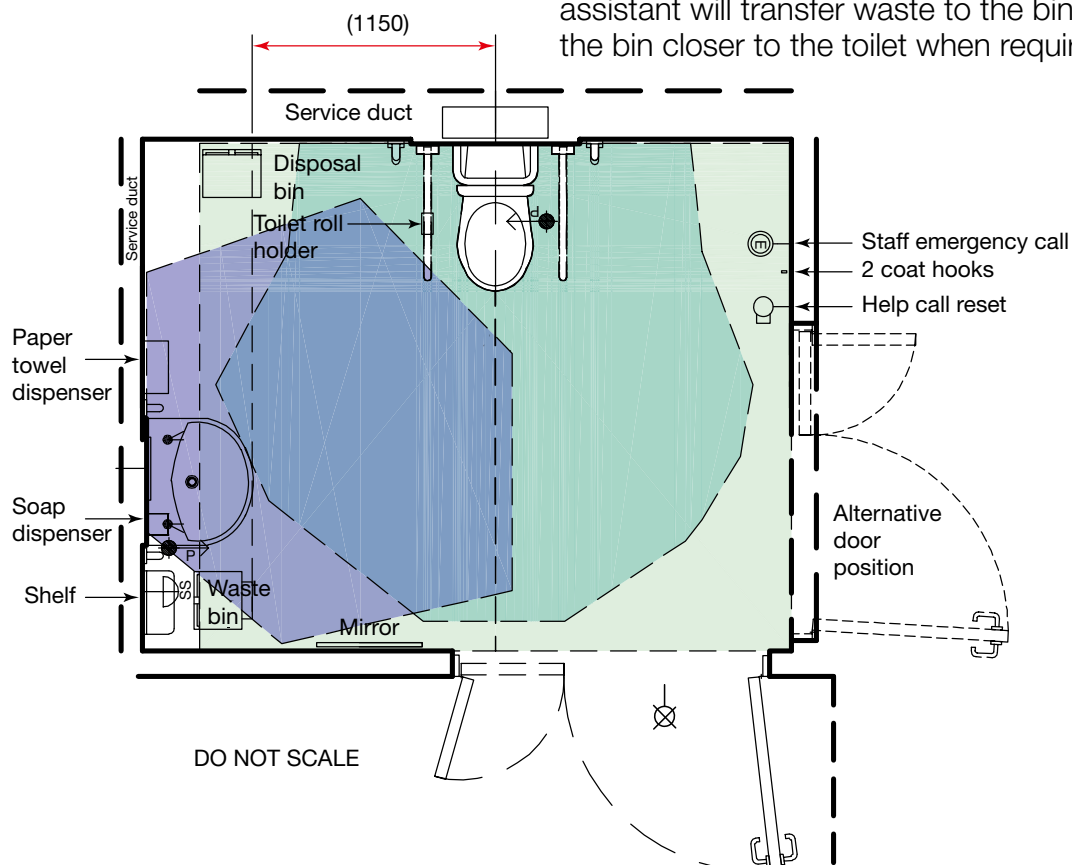 assistant will transfer waste to the bin
the bin closer to the toilet when requir
(1150)
Service duct
Service duct
Disposal
bin
Toilet roll
holder
P
E
Staff emergency call
2 coat hooks
Help call reset
Paper
towel
dispenser
Soap
dispenser
P
Shelf
SS
Waste
bin
Mirror
Alternative
door
position
DO NOT SCALE